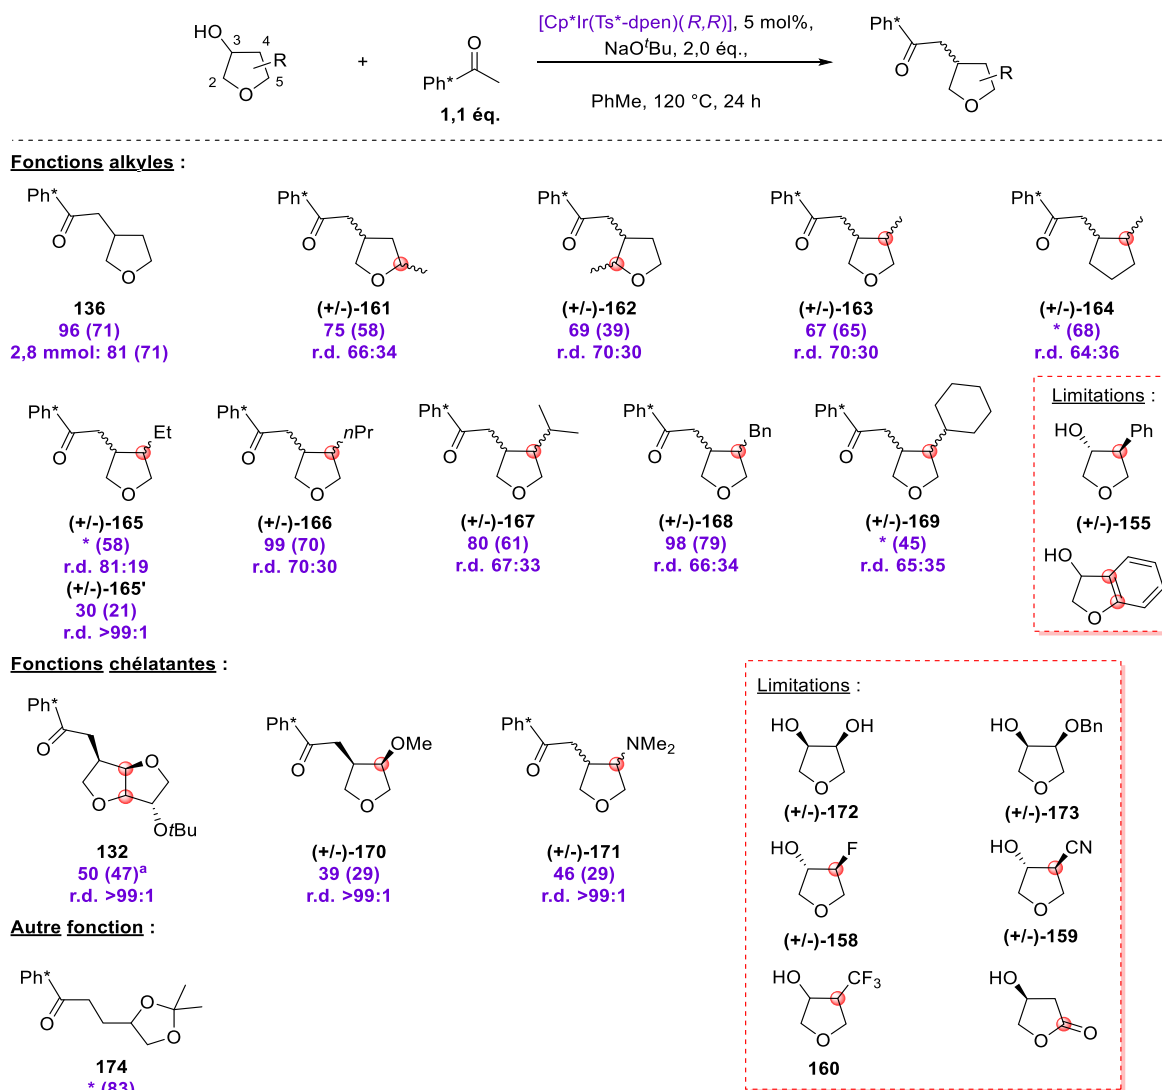 HO
3
4
R
2
5
O
+
O
Ph*
1,1 éq.
[Cp*Ir(Ts*-dpen)(R,R)], 5 mol%,
NaOtBu, 2,0 éq.,
PhMe, 120 °C, 24 h
Ph*
O
R
O
Fonctions alkyles :
Ph*
O
O
136
96 (71)
2,8 mmol: 81 (71)
Ph*
O
O
(+/-)-161
75 (58)
r.d. 66:34
Ph*
O
O
(+/-)-162
69 (39)
r.d. 70:30
Ph*
O
O
(+/-)-163
67 (65)
r.d. 70:30
Ph*
O
(+/-)-164
* (68)
r.d. 64:36
Ph*
O
Et
O
(+/-)-165
* (58)
r.d. 81:19
(+/-)-165'
30 (21)
r.d. >99:1
Ph*
O
nPr
O
(+/-)-166
99 (70)
r.d. 70:30
Ph*
O
O
(+/-)-167
80 (61)
r.d. 67:33
Ph*
O
Bn
O
(+/-)-168
98 (79)
r.d. 66:34
Ph*
O
O
(+/-)-169
* (45)
r.d. 65:35
Limitations :
HO
Ph
O
(+/-)-155
HO
O
Fonctions chélatantes :
Ph*
O
O
O
OtBu
132
50 (47)a
r.d. >99:1
Ph*
O
OMe
O
(+/-)-170
39 (29)
r.d. >99:1
Ph*
O
NMe2
O
(+/-)-171
46 (29)
r.d. >99:1
Limitations :
HO
OH
O
(+/-)-172
HO
OBn
O
(+/-)-173
HO
F
O
(+/-)-158
HO
CN
O
(+/-)-159
HO
CF3
O
160
HO
O
O
Autre fonction :
Ph*
O
O
O
174
* (83)